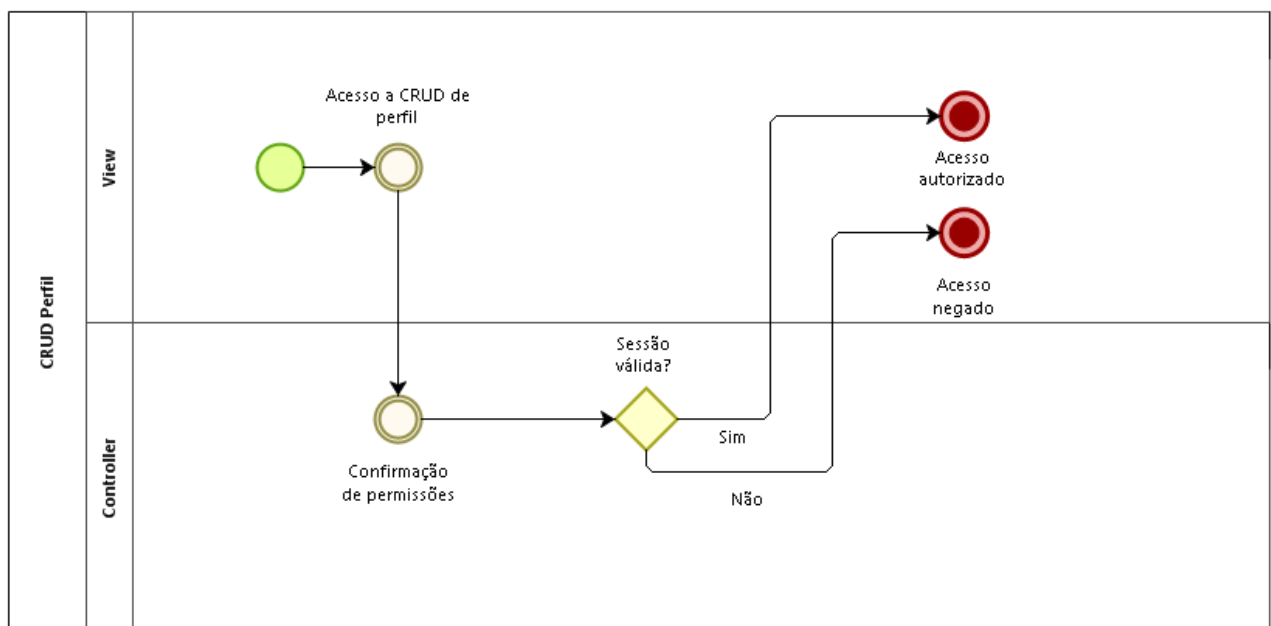 CRUD Perfil
View
Acesso a CRUD de
perfil
Acesso
autorizado
Acesso
negado
Controller
Sessão
válida?
Sim
Não
Confirmação
de permissões